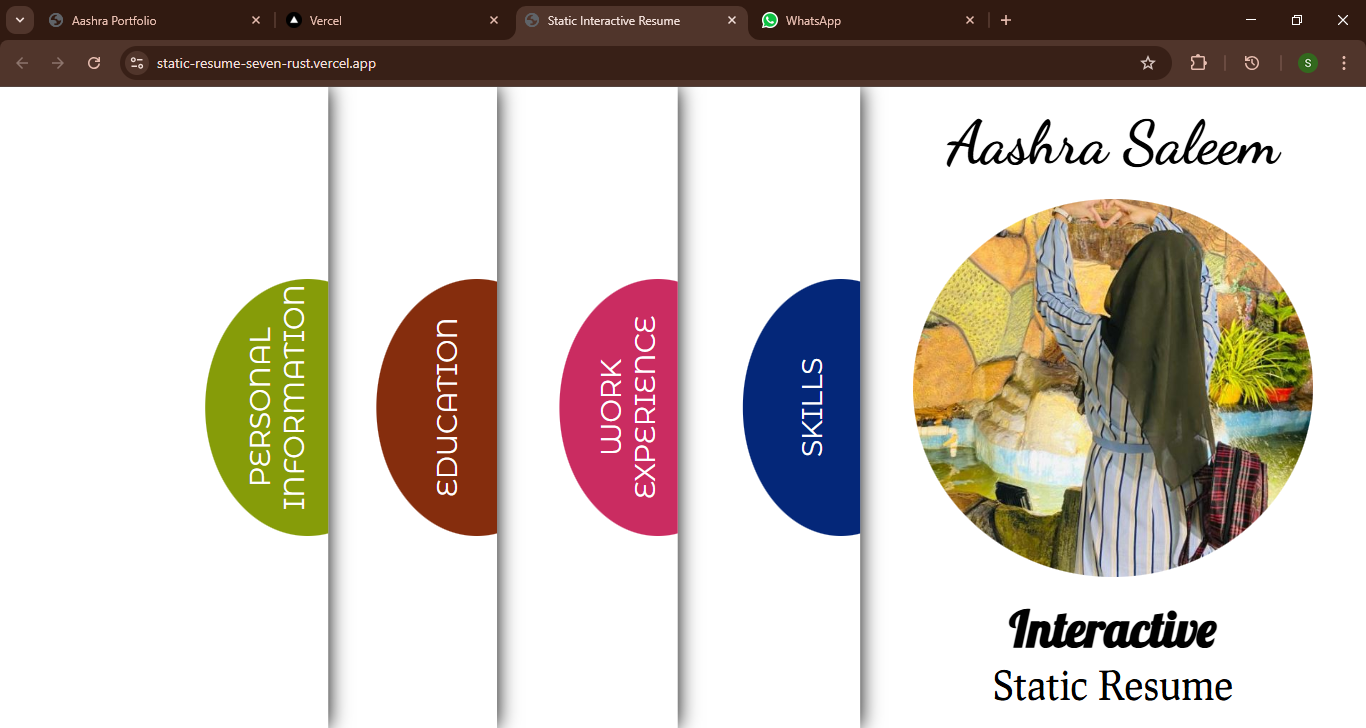 Aashra Portfolio
Vercel
Static Interactive Resume
WhatsApp
static-resume-seven-rust.vercel.app
S
PERSONAL
INFORMATION
EDUCATION
WORK
EXPERIENCE
SKILLS
Aashra Saleem
Interactive
Static Resume